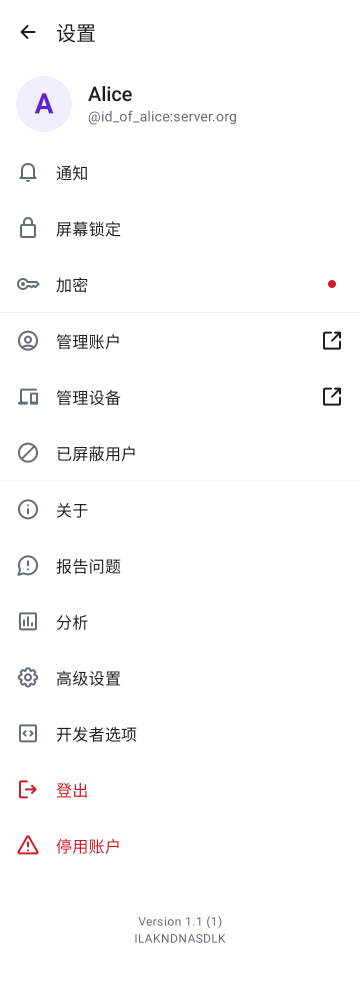 设置
A
Alice
@id_of_alice:server.org
通知
屏幕锁定
加密
管理账户
管理设备
已屏蔽用户
关于
报告问题
分析
高级设置
开发者选项
登出
停用账户
Version 1.1 (1)
ILAKNDNASDLK